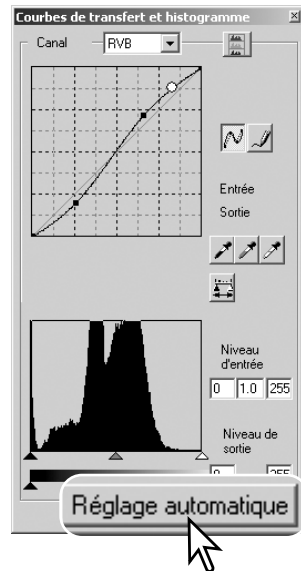 Courbes de transfert et histogramme
Canal RVB
Entrée
Sortie
Niveau
d'entrée
0 1.0 255
Niveau de
sortie
0 255
Réglage automatique